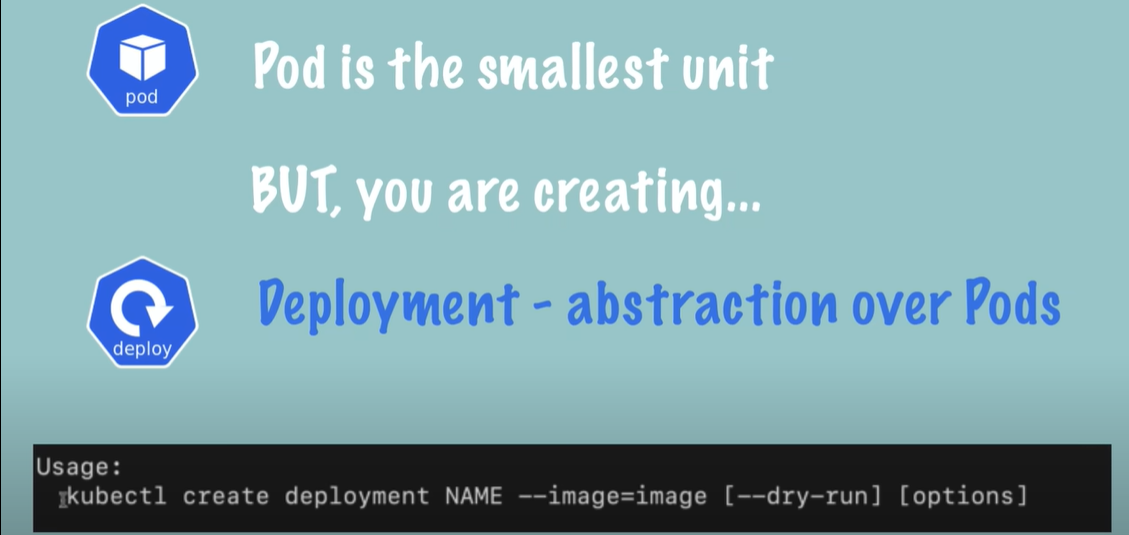 pod
Pod is the smallest unit
BUT, you are creating...
deploy
Deployment - abstraction over Pods
Usage:
kubectl create deployment NAME --image=image [--dry-run] [options]